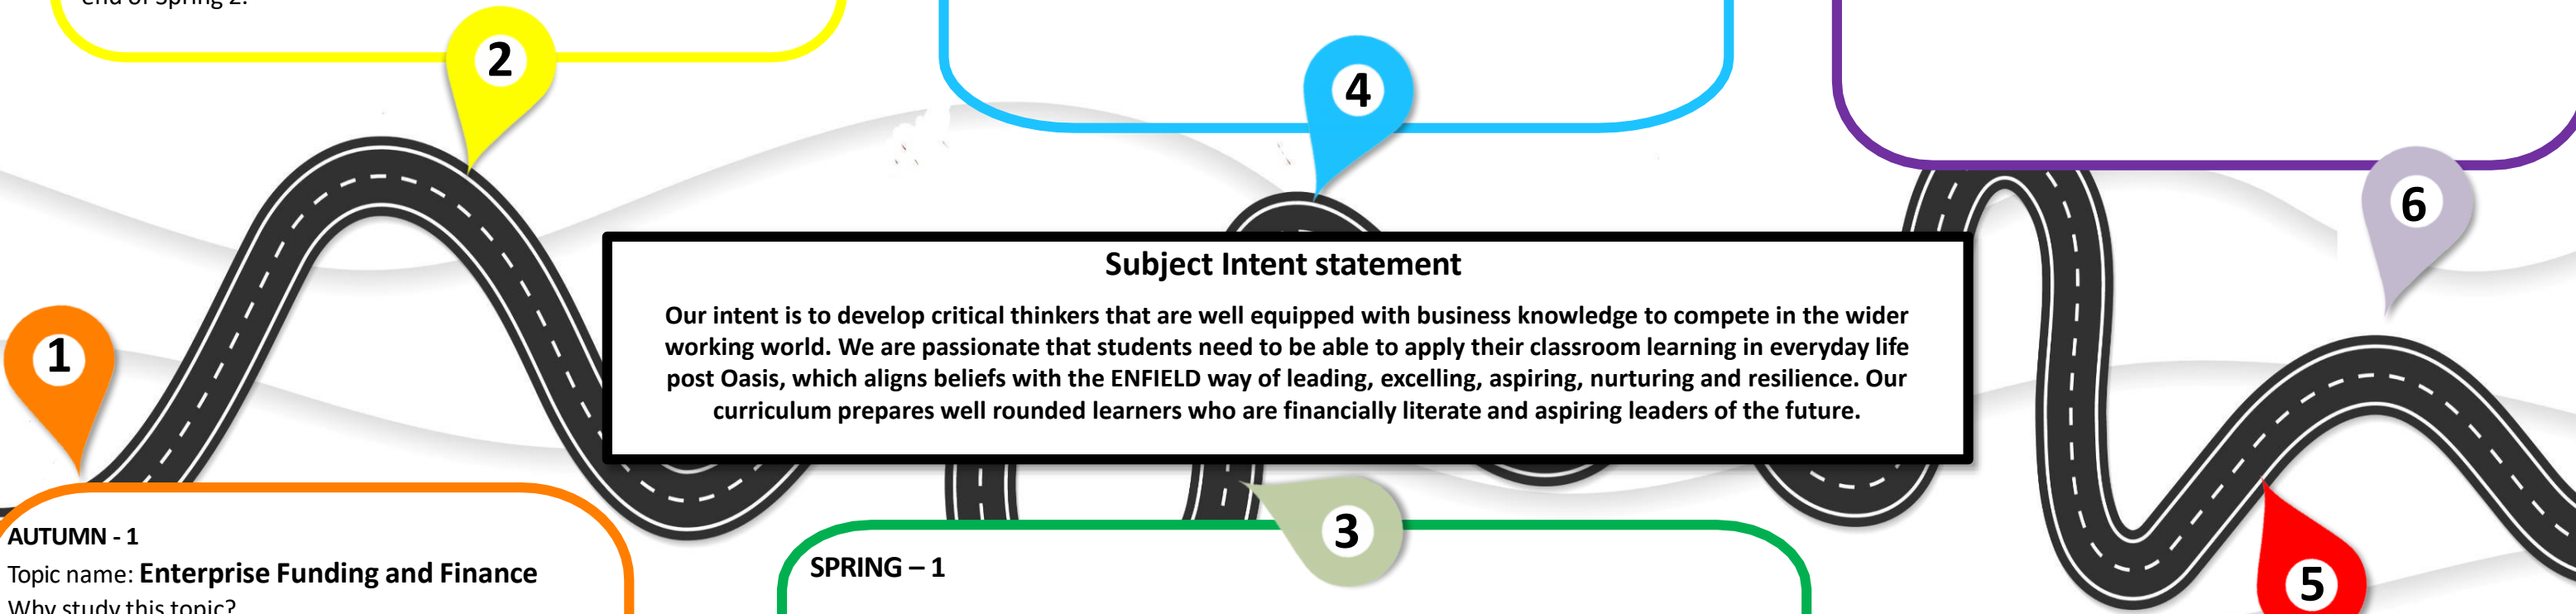 end of Spring 2.
2
4
6
1
Subject Intent statement
Our intent is to develop critical thinkers that are well equipped with business knowledge to compete in the wider
working world. We are passionate that students need to be able to apply their classroom learning in everyday life
post Oasis, which aligns beliefs with the ENFIELD way of leading, excelling, aspiring, nurturing and resilience. Our
curriculum prepares well rounded learners who are financially literate and aspiring leaders of the future.
AUTUMN - 1
Topic name: Enterprise Funding and Finance
Why study this topic?
SPRING – 1
3
5